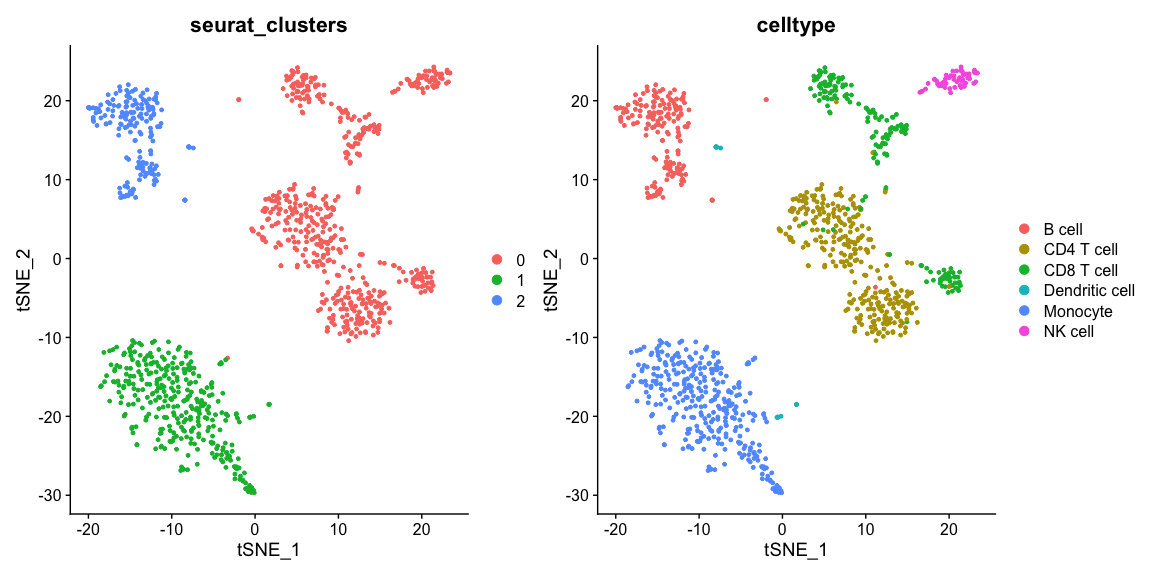 seurat_clusters
tSNE_2
20
10
0
-10
-20
-30
-20
-10
0
10
20
tSNE_1
0
1
2
celltype
tSNE_2
20
10
0
-10
-20
-30
-20
-10
0
10
20
tSNE_1
B cell
CD4 T cell
CD8 T cell
Dendritic cell
Monocyte
NK cell